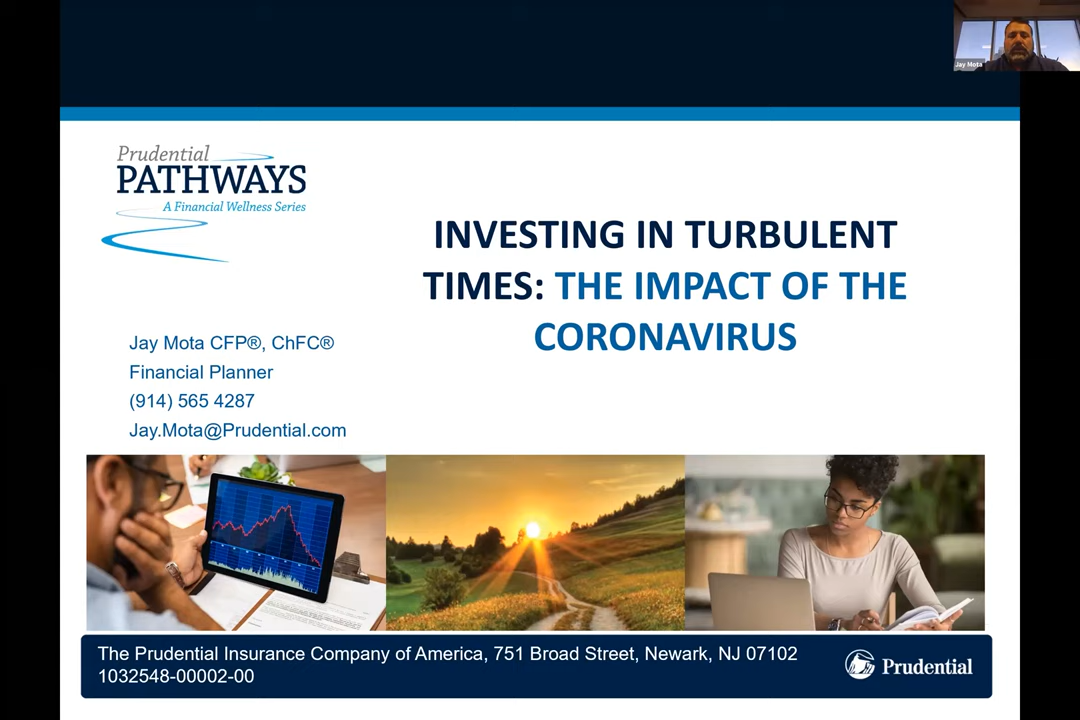 Jay Mota
Prudential
PATHWAYS
A Financial Wellness Series
INVESTING IN TURBULENT
TIMES: THE IMPACT OF THE
CORONAVIRUS
Jay Mota CFP®, ChFC®
Financial Planner
(914) 565 4287
Jay.Mota@Prudential.com
The Prudential Insurance Company of America, 751 Broad Street, Newark, NJ 07102
1032548-00002-00
Prudential